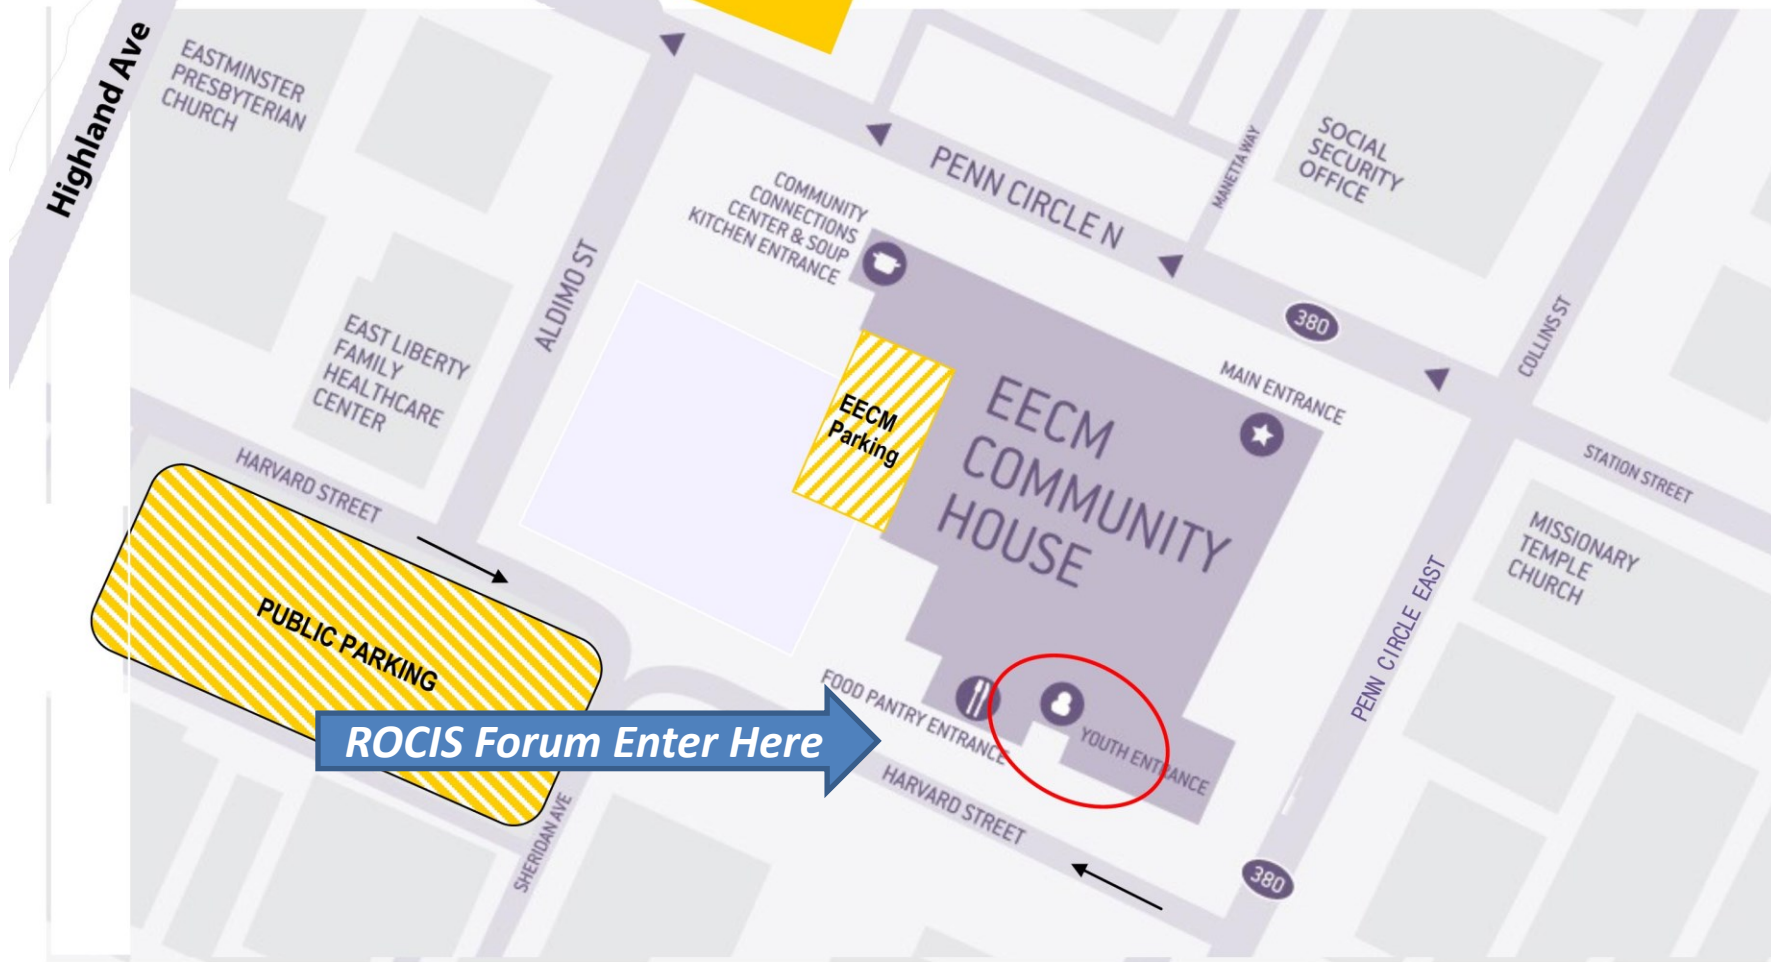 Highland Ave
EASTMINSTER
PRESBYTERIAN
CHURCH
PENN CIRCLE N
MANETTA WAY
SOCIAL
SECURITY
OFFICE
COMMUNITY
CONNECTIONS
CENTER & SOUP
KITCHEN ENTRANCE
ALDIMO ST
EAST LIBERTY
FAMILY
HEALTHCARE
CENTER
380
COLLINS ST
MAIN ENTRANCE
EECM
Parking
EECM
COMMUNITY
HOUSE
STATION STREET
HARVARD STREET
MISSIONARY
TEMPLE
CHURCH
PUBLIC PARKING
PENN CIRCLE EAST
FOOD PANTRY ENTRANCE
YOUTH ENTRANCE
ROCIS Forum Enter Here
HARVARD STREET
SHERIDAN AVE
380